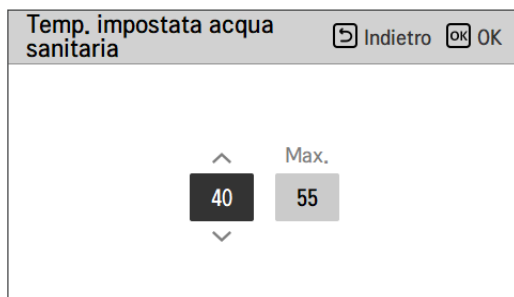 Temp. impostata acqua
sanitaria
Indietro OK OK
Max.
40 55